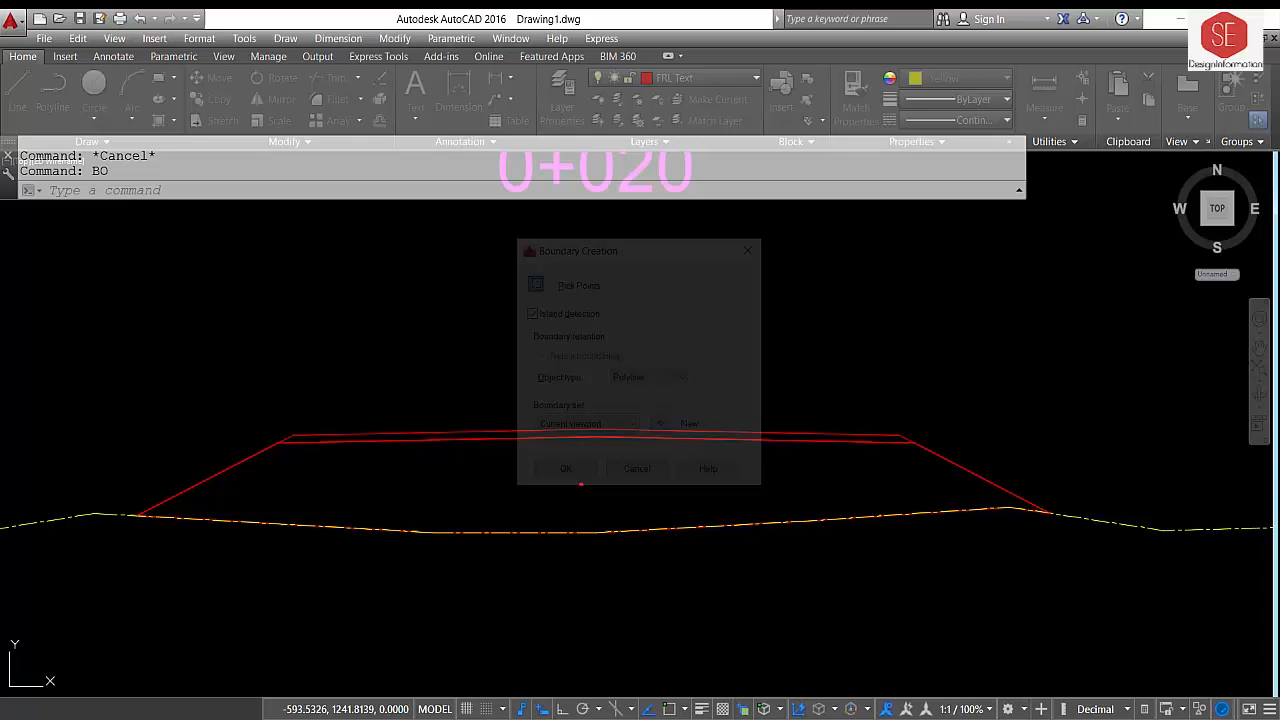 Autodesk AutoCAD 2016 Drawing1.dwg
Type a keyword or phrase
Sign In
SE
DesignInformation
File Edit View Insert Format Tools Draw Dimension Modify Parametric Window Help Express
Home Insert Annotate Parametric View Manage Output Express Tools Add-ins Online Featured Apps BIM 360
Line Polyline Circle Arc
Move Rotate Trim
Copy Mirror Fillet
Stretch Scale Array
Text Dimension Table
Layer Properties
FRL Text
Make Current
Match Layer
Insert
Match Properties
Yellow
ByLayer
Contin...
Measure
Paste
Base
Group
Draw Modify Annotation Layers Block Properties Utilities Clipboard View Groups
Command: *Cancel*
Command: BO
Type a command
0+020
N
W TOP E
S
Unnamed
Boundary Creation
Pick Points
Island detection
Boundary retention
Retain boundaries
Object type: Polyline
Boundary set
Current viewport New
OK Cancel Help
Y
X
-593.5326, 1241.8139, 0.0000 MODEL 1:1 / 100% Decimal